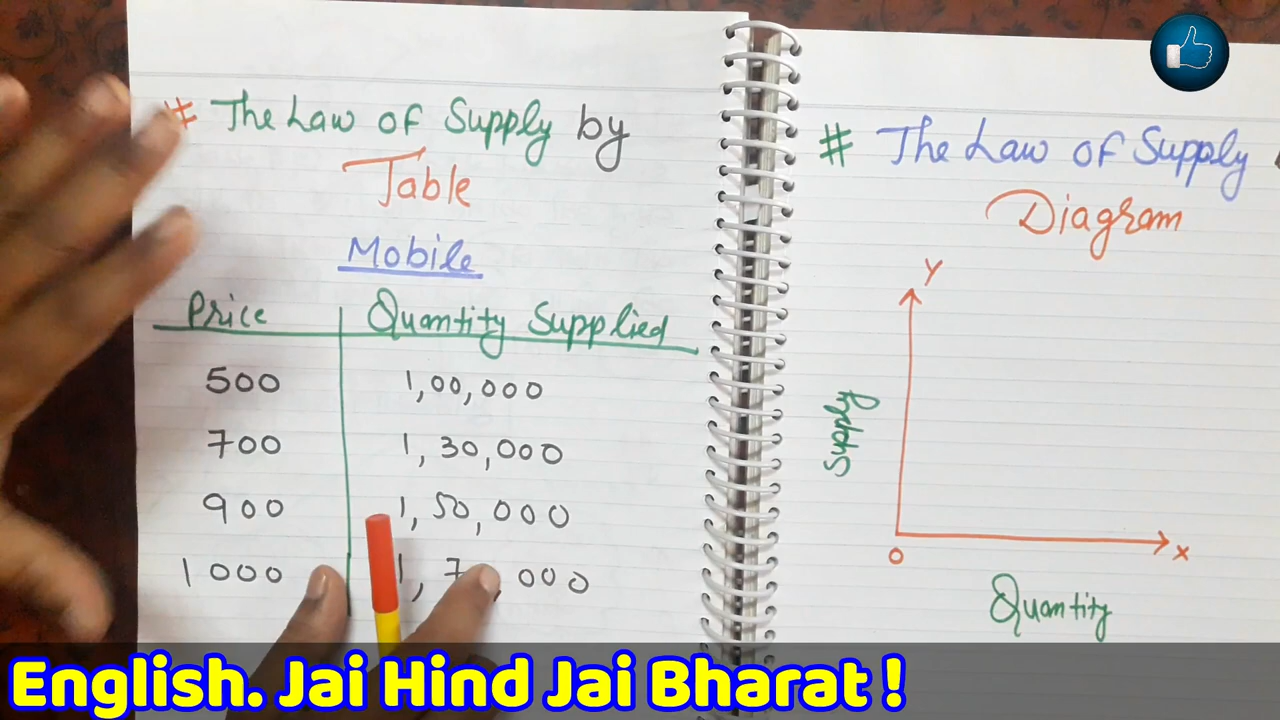 # The Law of Supply by
Table
Mobile
Price Quantity Supplied
500 1,00,000
700 1,30,000
900 1,50,000
1000
# The Law of Supply
Diagram
Y
Supply
0
X
Quantity
English. Jai Hind Jai Bharat !